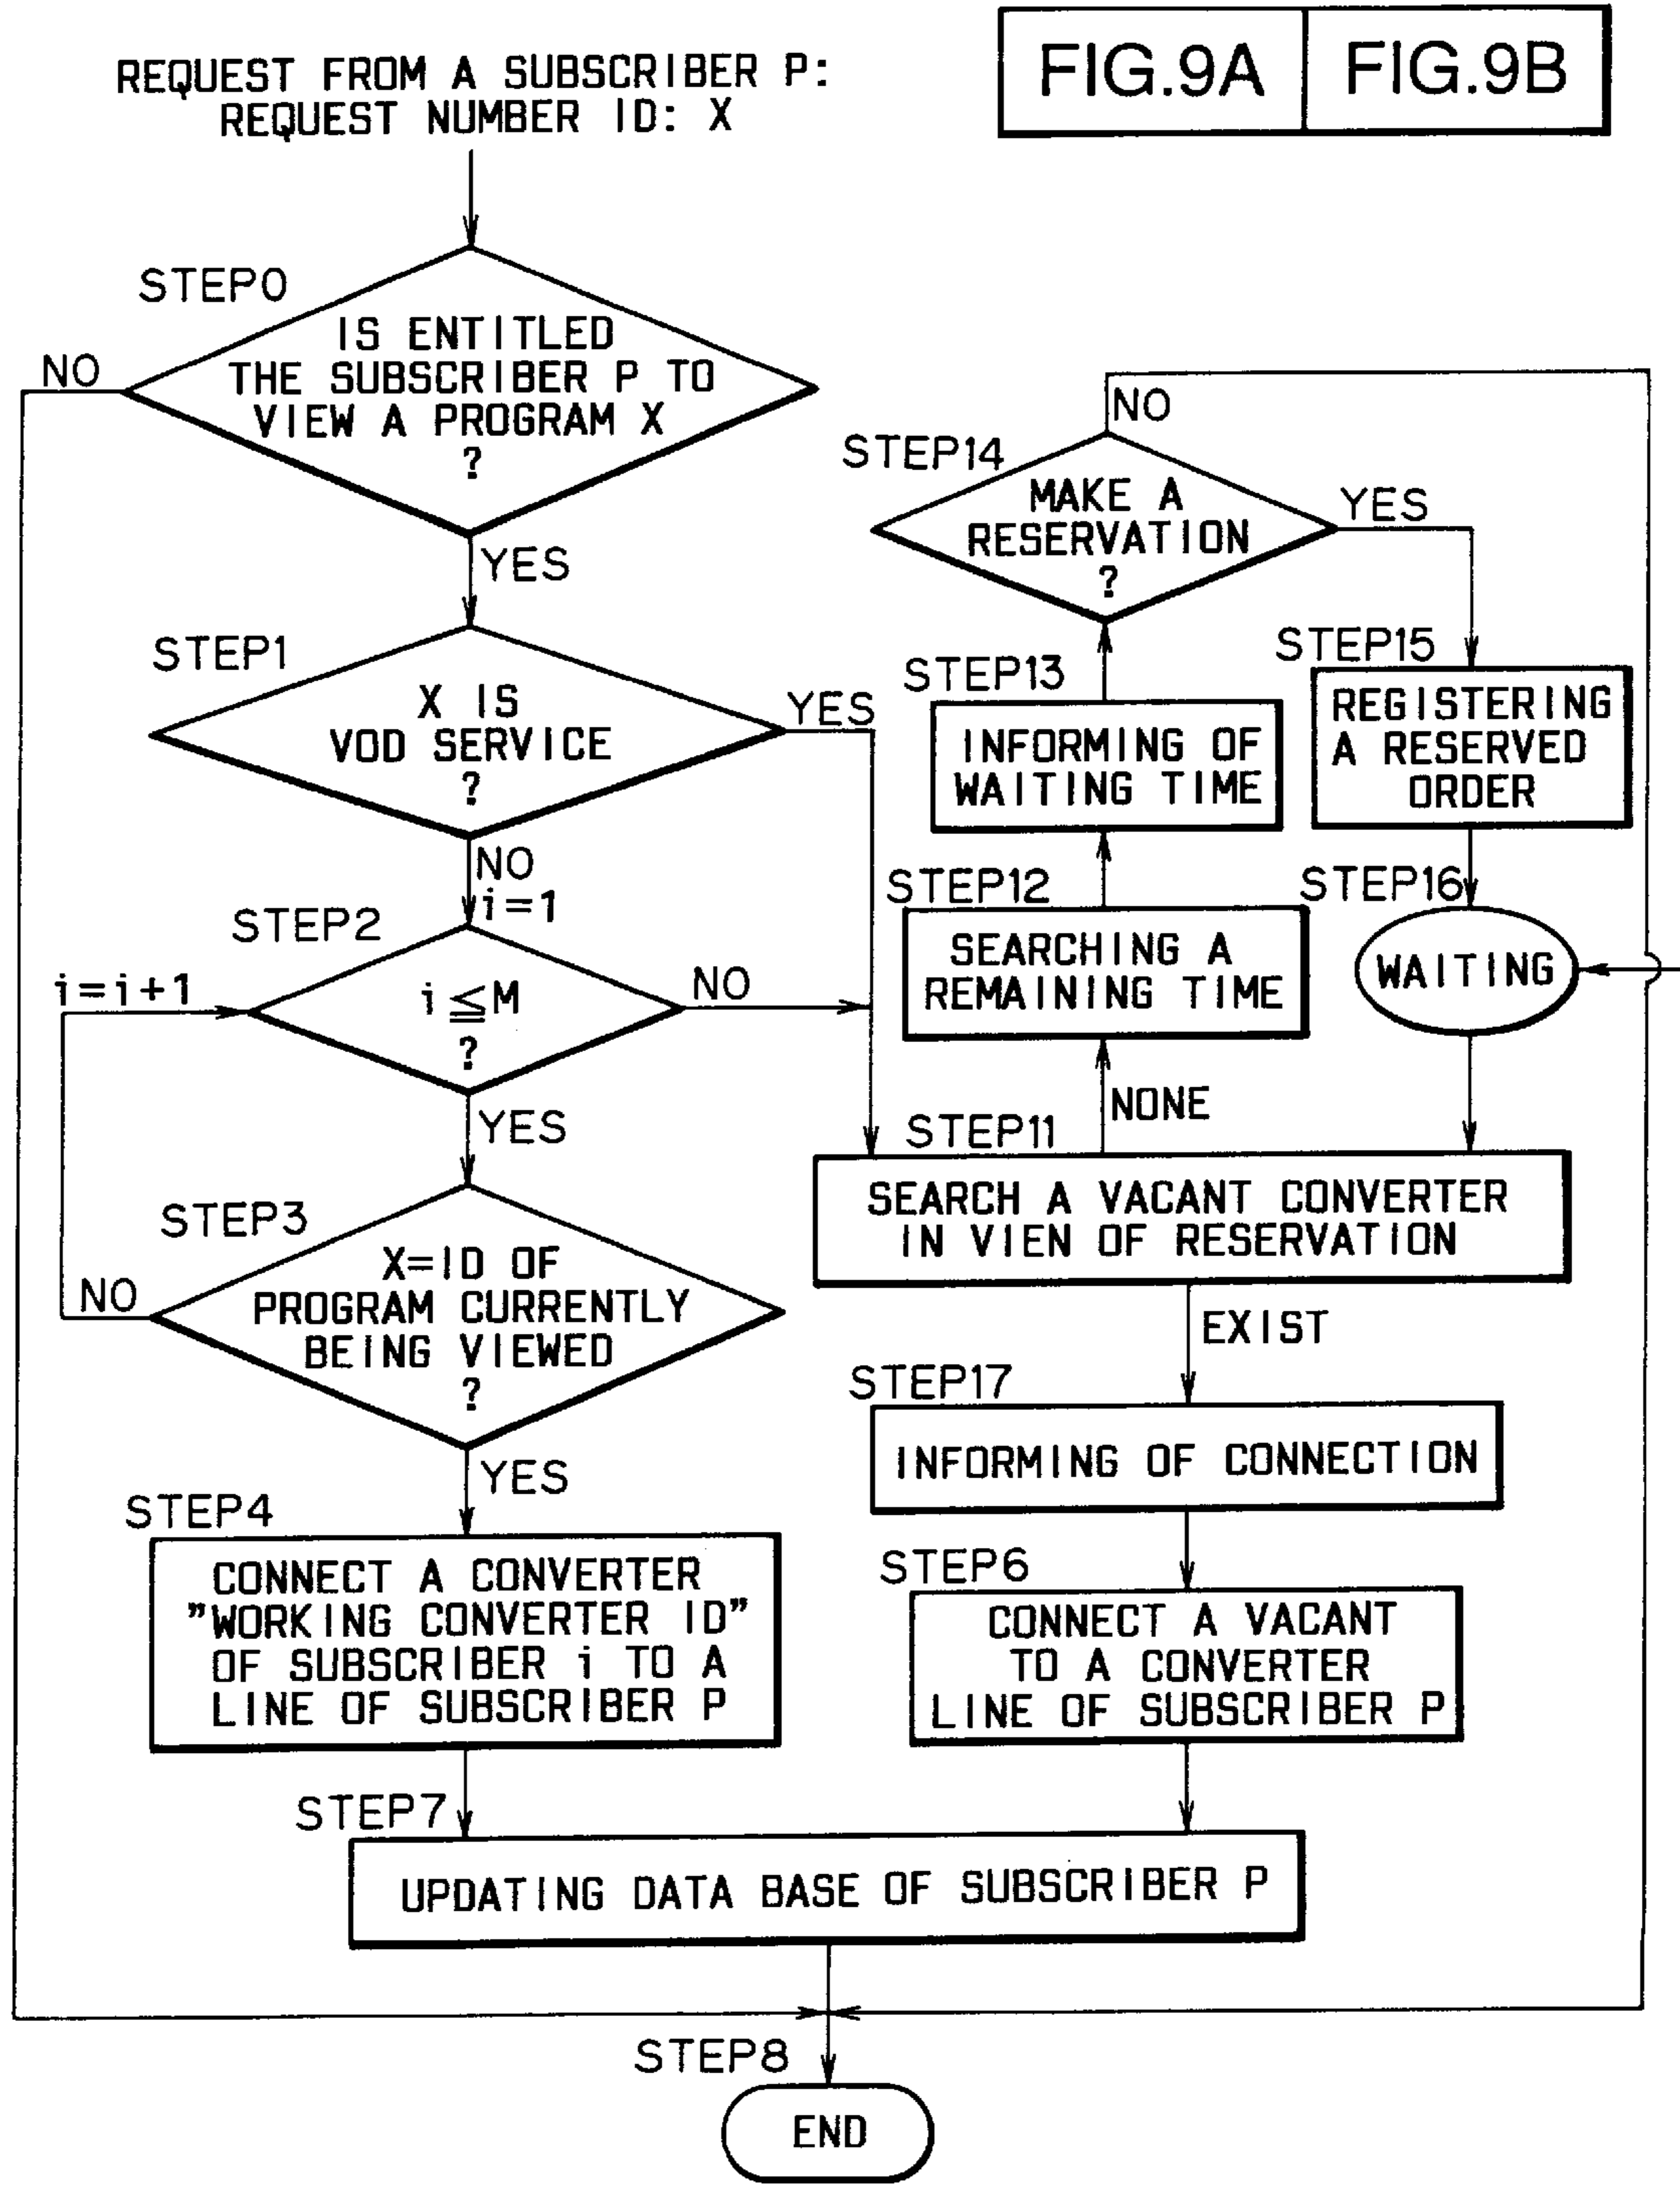 FIG.9A FIG.9B
REQUEST FROM A SUBSCRIBER P:
REQUEST NUMBER ID: X
STEP0
IS ENTITLED
THE SUBSCRIBER P TO
VIEW A PROGRAM X
?
NO
YES
STEP1
X IS
VOD SERVICE
?
YES
NO
i=1
STEP2
i=i+1
i≦M
?
NO
YES
STEP3
X=ID OF
PROGRAM CURRENTLY
BEING VIEWED
?
NO
YES
STEP4
CONNECT A CONVERTER
"WORKING CONVERTER ID"
OF SUBSCRIBER i TO A
LINE OF SUBSCRIBER P
NO
STEP14
MAKE A
RESERVATION
?
YES
STEP13
INFORMING OF
WAITING TIME
STEP15
REGISTERING
A RESERVED
ORDER
STEP12
SEARCHING A
REMAINING TIME
STEP16
WAITING
NONE
STEP11
SEARCH A VACANT CONVERTER
IN VIEN OF RESERVATION
EXIST
STEP17
INFORMING OF CONNECTION
STEP6
CONNECT A VACANT
TO A CONVERTER
LINE OF SUBSCRIBER P
STEP7
UPDATING DATA BASE OF SUBSCRIBER P
STEP8
END